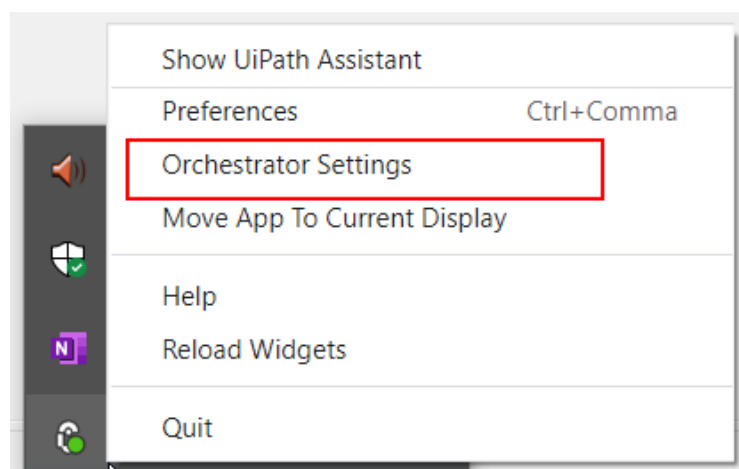 Show UiPath Assistant
Preferences Ctrl+Comma
Orchestrator Settings
Move App To Current Display
Help
Reload Widgets
N
Quit